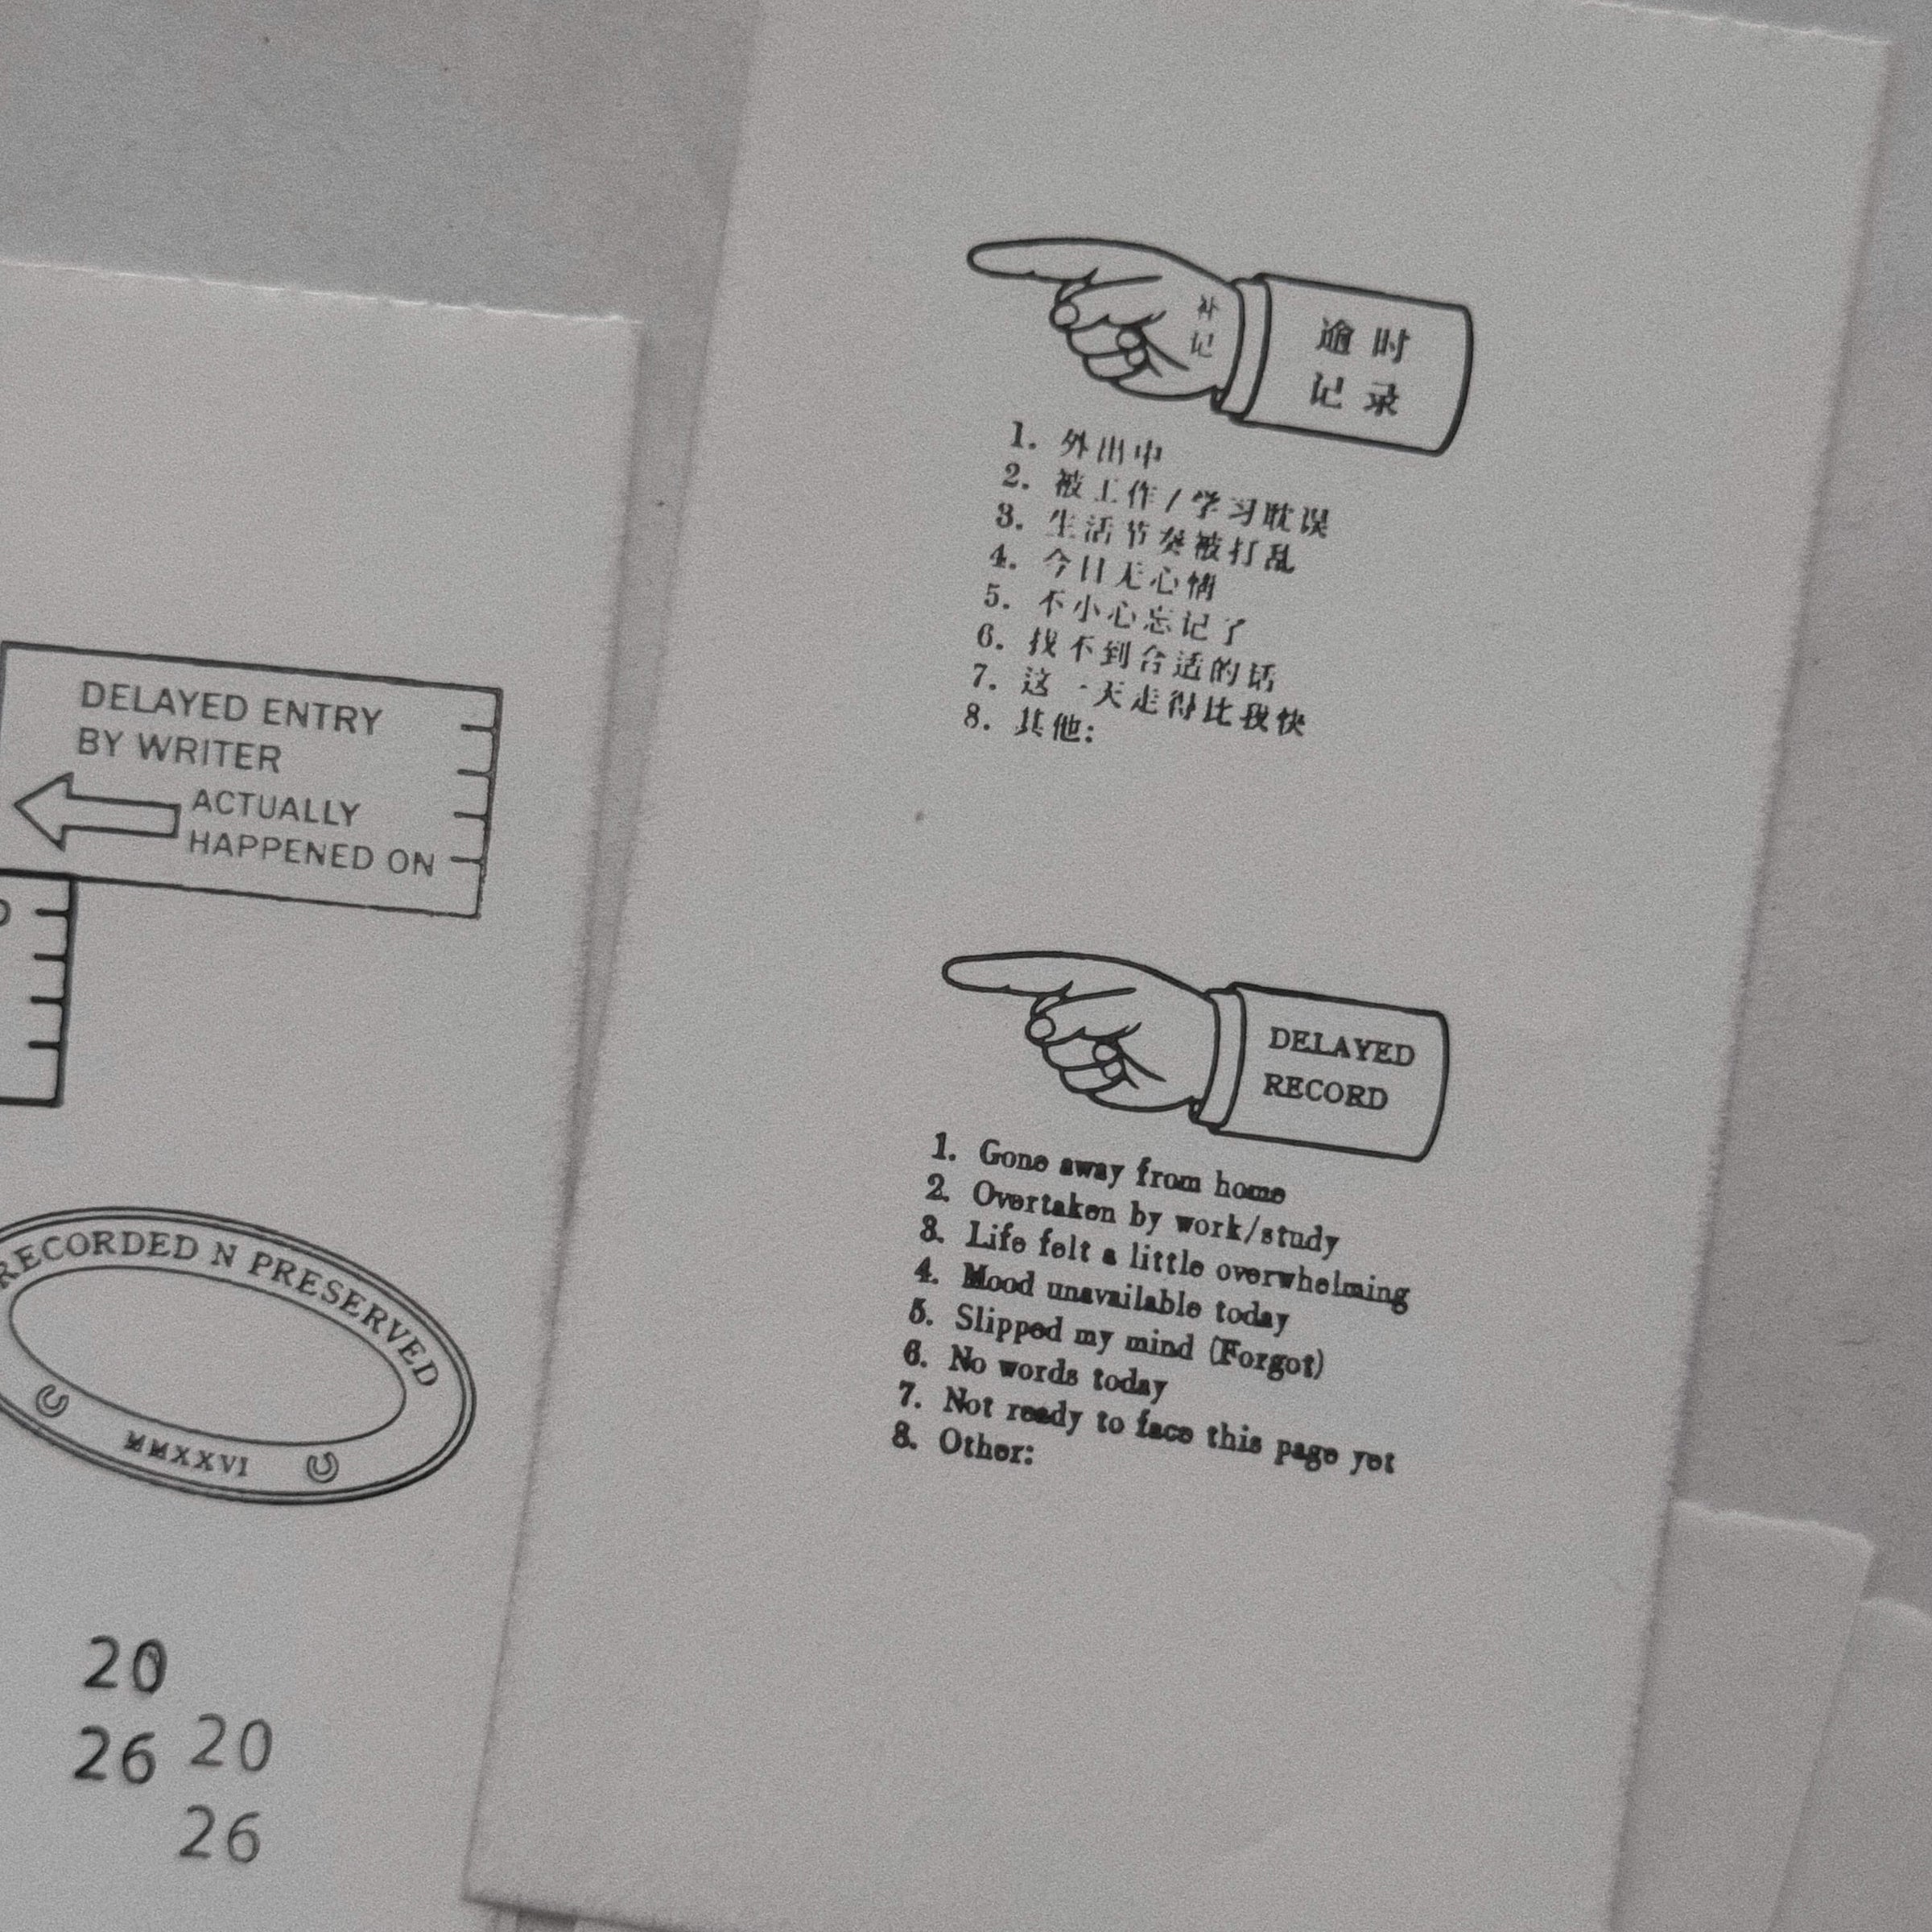 DELAYED ENTRY
BY WRITER
ACTUALLY
HAPPENED ON
RECORDED N PRESERVED
MMXXVI
20
26
20
26
补
记
逾时
记录
1. 外出中
2. 被工作/学习耽误
3. 生活节奏被打乱
4. 今日无心情
5. 不小心忘记了
6. 找不到合适的话
7. 这一天走得比我快
8. 其他:
DELAYED
RECORD
1. Gone away from home
2. Overtaken by work/study
3. Life felt a little overwhelming
4. Mood unavailable today
5. Slipped my mind (Forgot)
6. No words today
7. Not ready to face this page yet
8. Other: